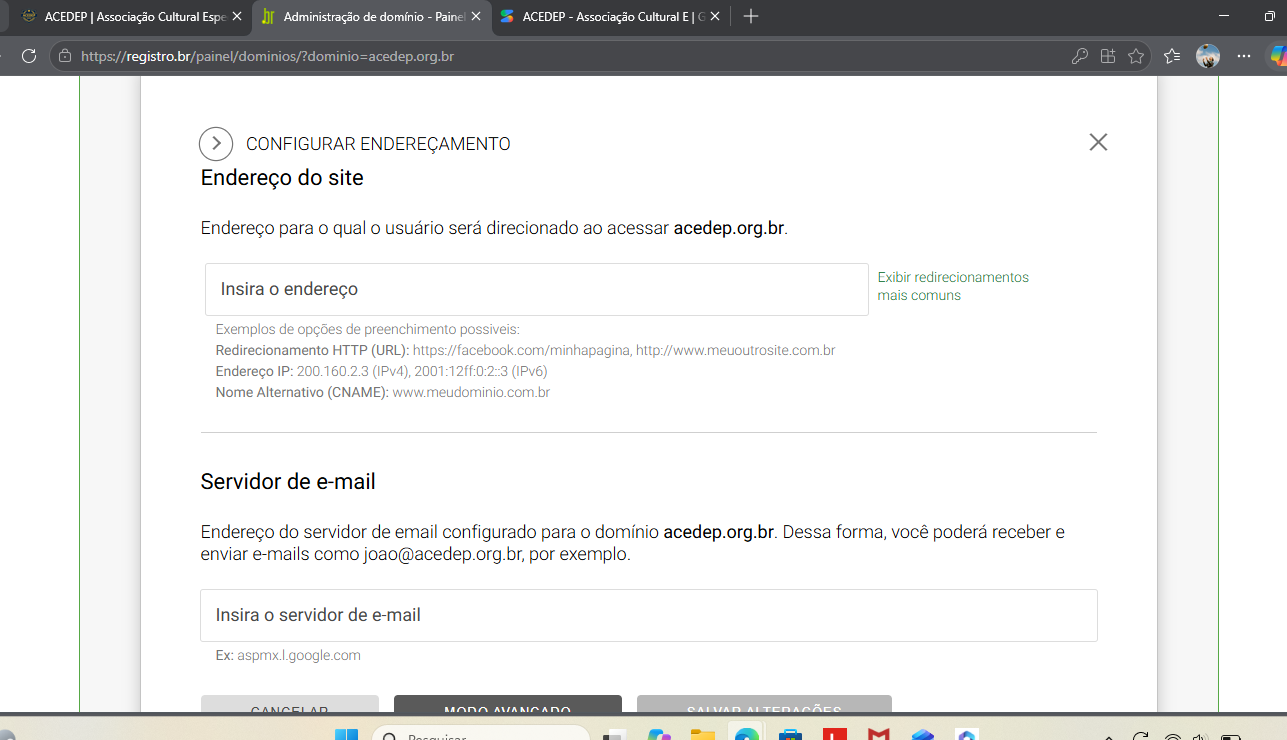 ACEDEP | Associação Cultural Espe
Administração de domínio - Painel
ACEDEP - Associação Cultural E | G
https://registro.br/painel/dominios/?dominio=acedep.org.br
CONFIGURAR ENDEREÇAMENTO
Endereço do site
Endereço para o qual o usuário será direcionado ao acessar acedep.org.br.
Insira o endereço
Exibir redirecionamentos
mais comuns
Exemplos de opções de preenchimento possiveis:
Redirecionamento HTTP (URL): https://facebook.com/minhapagina, http://www.meuoutrosite.com.br
Endereço IP: 200.160.2.3 (IPv4), 2001:12ff:0:2::3 (IPv6)
Nome Alternativo (CNAME): www.meudominio.com.br
Servidor de e-mail
Endereço do servidor de email configurado para o domínio acedep.org.br. Dessa forma, você poderá receber e
enviar e-mails como joao@acedep.org.br, por exemplo.
Insira o servidor de e-mail
Ex: aspmx.l.google.com
CANCELAR
MODO AVANÇADO
SALVAR ALTERAÇÕES
Pesquisar